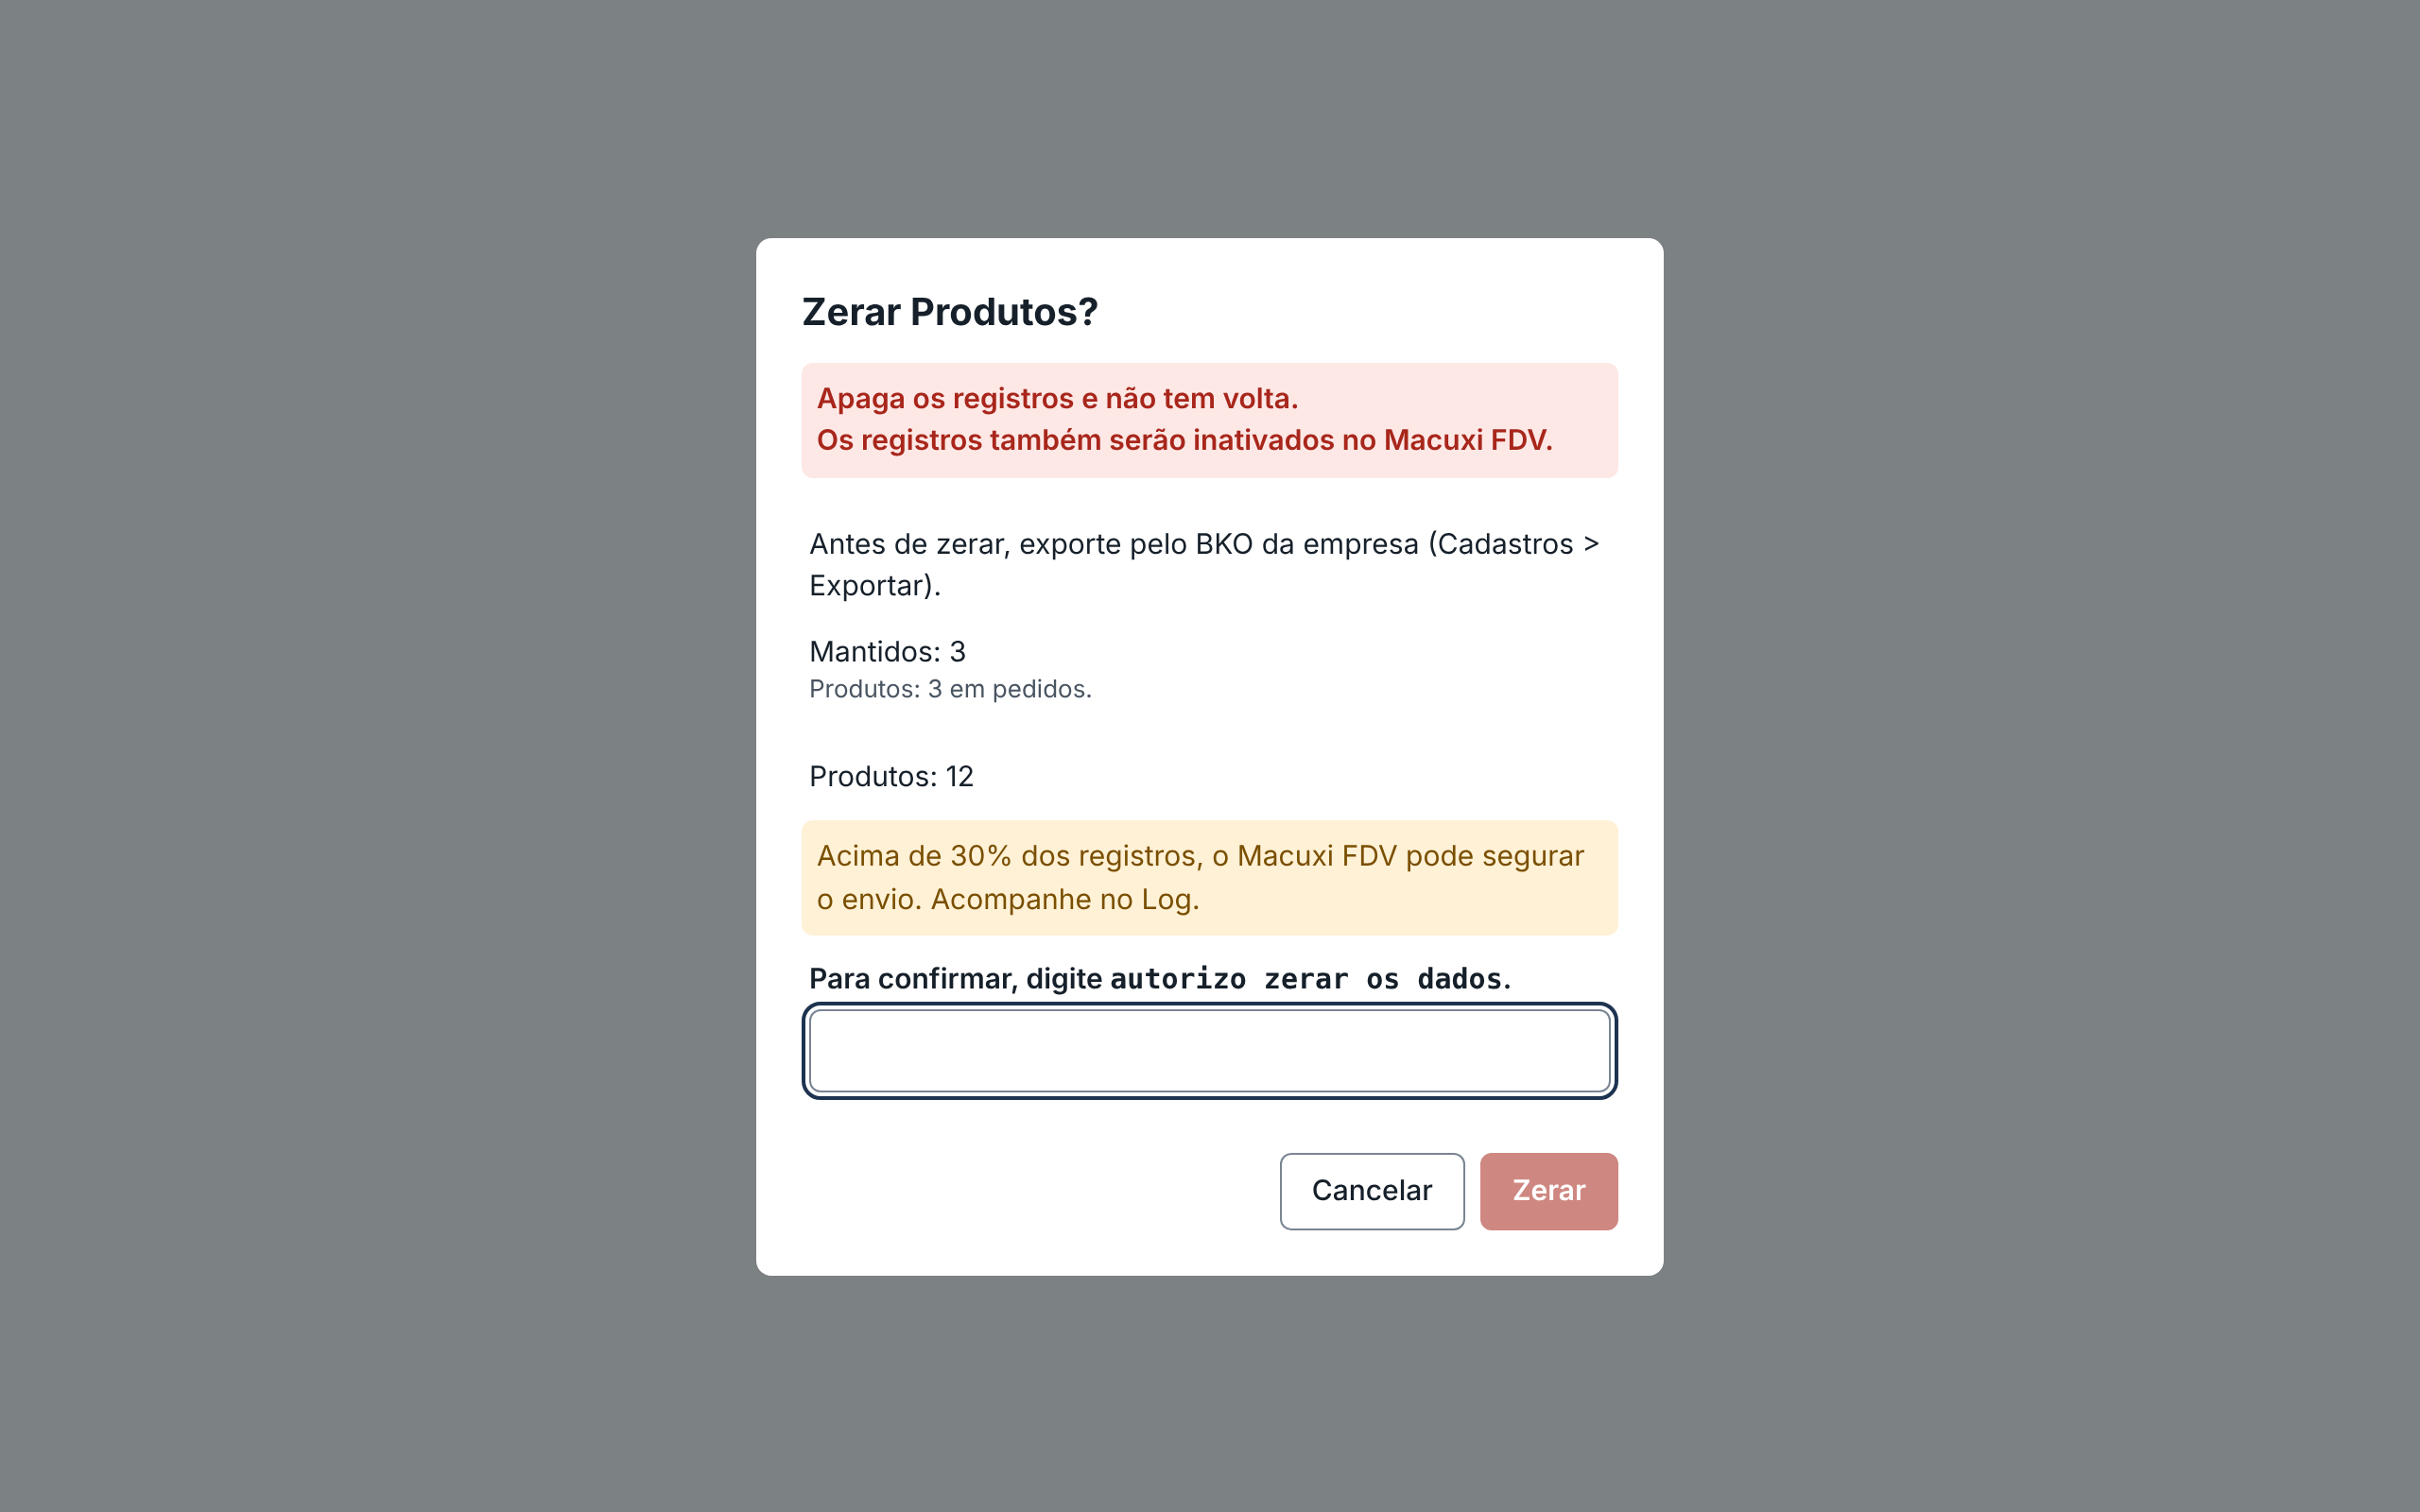 Zerar Produtos?
Apaga os registros e não tem volta.
Os registros também serão inativados no Macuxi FDV.
Antes de zerar, exporte pelo BKO da empresa (Cadastros >
Exportar).
Mantidos: 3
Produtos: 3 em pedidos.
Produtos: 12
Acima de 30% dos registros, o Macuxi FDV pode segurar
o envio. Acompanhe no Log.
Para confirmar, digite autorizo zerar os dados.
Cancelar
Zerar